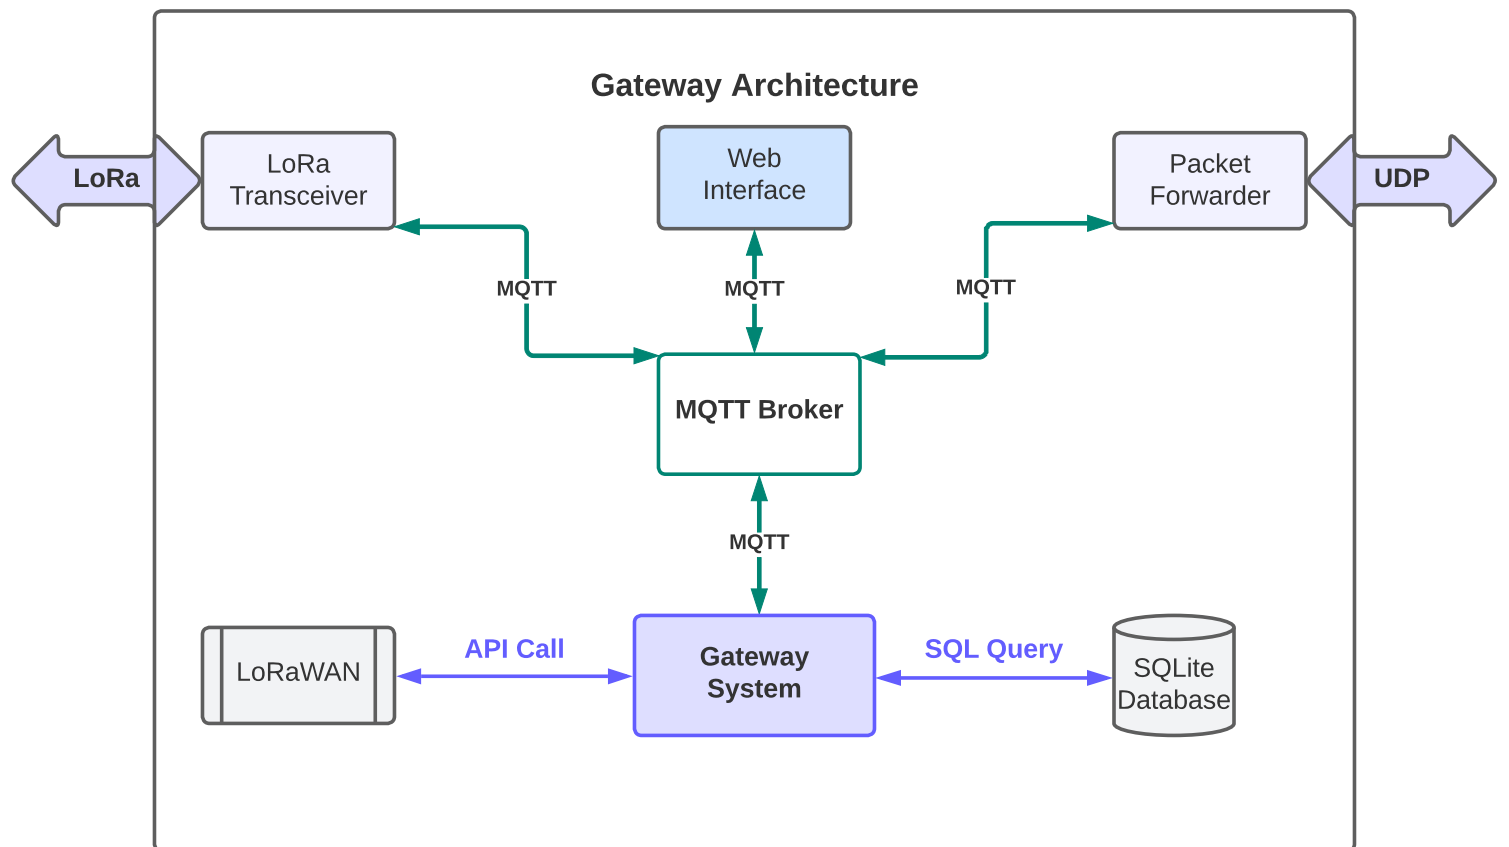 Gateway Architecture
LoRa
LoRa
Transceiver
Web
Interface
Packet
Forwarder
UDP
MQTT
MQTT
MQTT
MQTT Broker
MQTT
LoRaWAN
API Call
Gateway
System
SQL Query
SQLite
Database